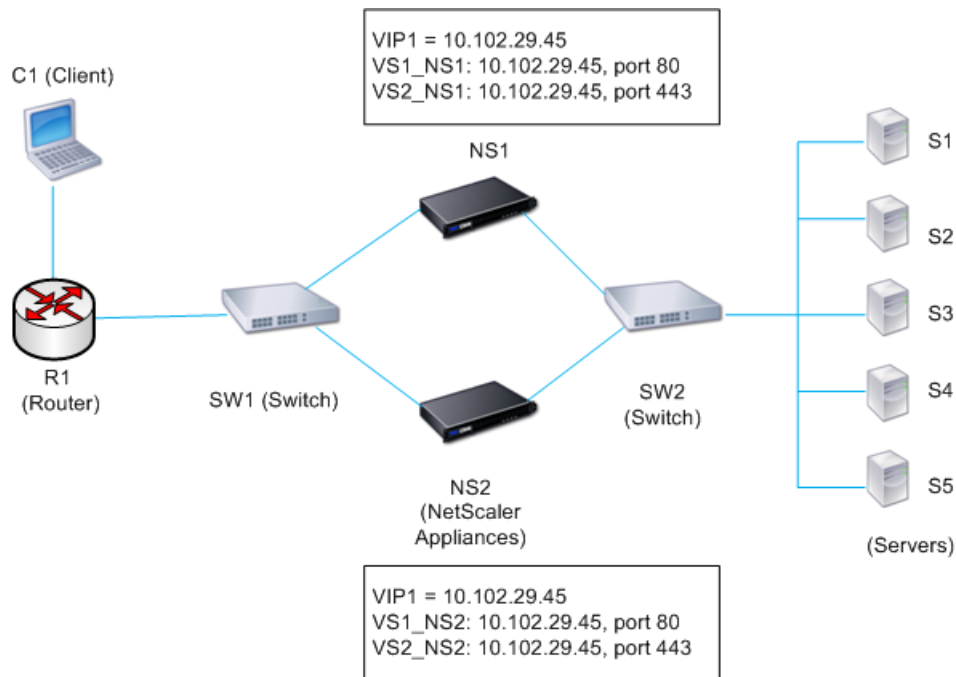 VIP1 = 10.102.29.45
VS1_NS1: 10.102.29.45, port 80
VS2_NS1: 10.102.29.45, port 443
C1 (Client)
NS1
S1
S2
S3
S4
S5
(Servers)
R1
(Router)
SW1 (Switch)
SW2
(Switch)
NS2
(NetScaler
Appliances)
VIP1 = 10.102.29.45
VS1_NS2: 10.102.29.45, port 80
VS2_NS2: 10.102.29.45, port 443